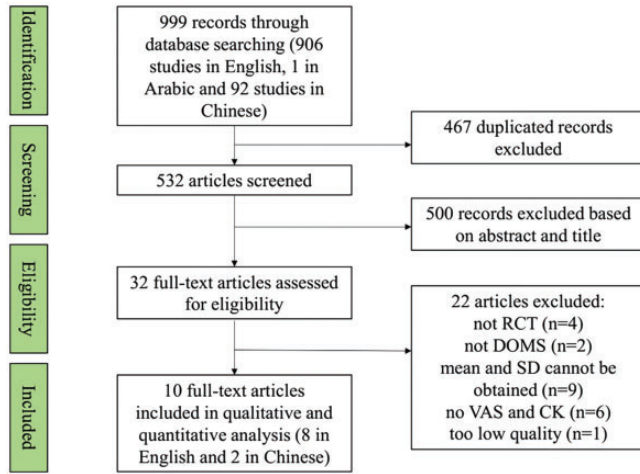 Identification
999 records through
database searching (906
studies in English, 1 in
Arabic and 92 studies in
Chinese)
467 duplicated records
excluded
Screening
532 articles screened
500 records excluded based
on abstract and title
Eligibility
32 full-text articles assessed
for eligibility
22 articles excluded:
not RCT (n=4)
not DOMS (n=2)
mean and SD cannot be
obtained (n=9)
no VAS and CK (n=6)
too low quality (n=1)
Included
10 full-text articles
included in qualitative and
quantitative analysis (8 in
English and 2 in Chinese)